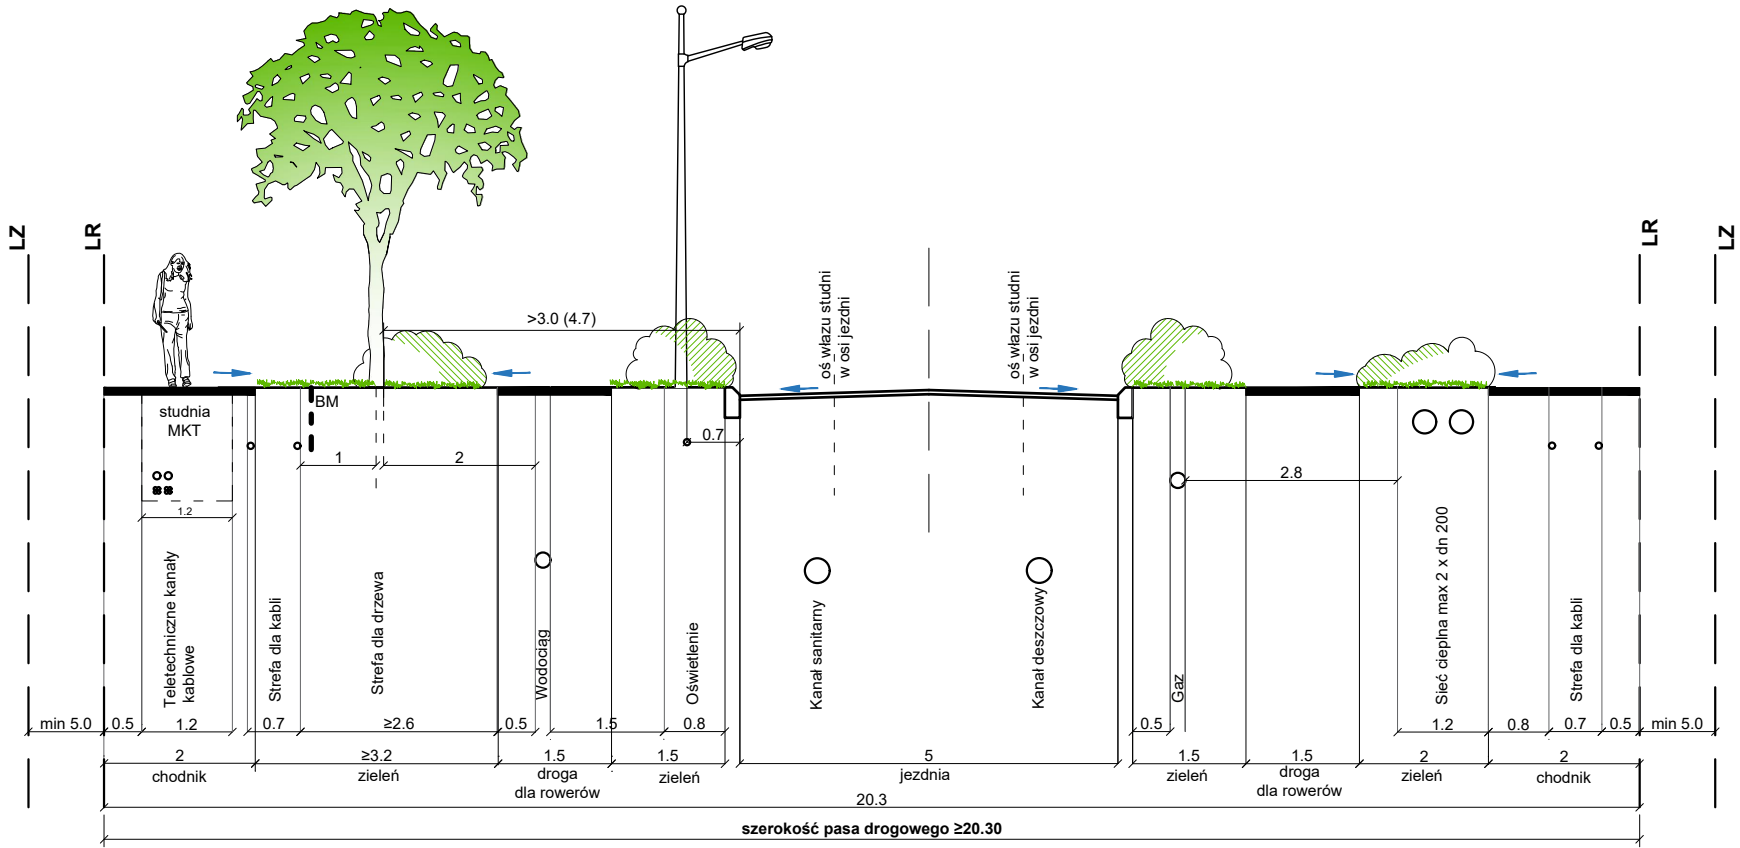 LZ
LR
LR
LZ
oś włazu studni
w osi jezdni
oś włazu studni
w osi jezdni
>3.0 (4.7)
studnia
MKT
BM
0.7
1
2
2.8
1.2
Teletechniczne kanały
kablowe
Strefa dla kabli
Strefa dla drzewa
Wodociąg
Oświetlenie
Kanał sanitarny
Kanał deszczowy
Gaz
Sieć cieplna max 2 x dn 200
Strefa dla kabli
min 5.0
0.5
1.2
0.7
≥2.6
0.5
1.5
0.8
0.5
1.2
0.8
0.7
0.5
min 5.0
2
chodnik
≥3.2
zieleń
1.5
droga
dla rowerów
1.5
zieleń
5
jezdnia
1.5
zieleń
1.5
droga
dla rowerów
2
zieleń
2
chodnik
20.3
szerokość pasa drogowego ≥20.30